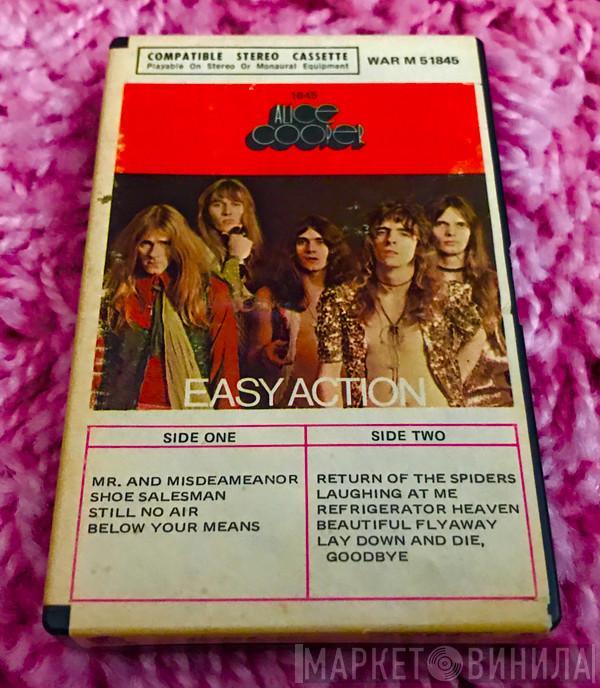 COMPATIBLE STEREO CASSETTE
Playable On Stereo Or Monaural Equipment
WAR M 51845
1845
ALICE
COOPER
EASY ACTION
SIDE ONE
MR. AND MISDEAMEANOR
SHOE SALESMAN
STILL NO AIR
BELOW YOUR MEANS
SIDE TWO
RETURN OF THE SPIDERS
LAUGHING AT ME
REFRIGERATOR HEAVEN
BEAUTIFUL FLYAWAY
LAY DOWN AND DIE,
GOODBYE
МАРКЕТ ВИНИЛА